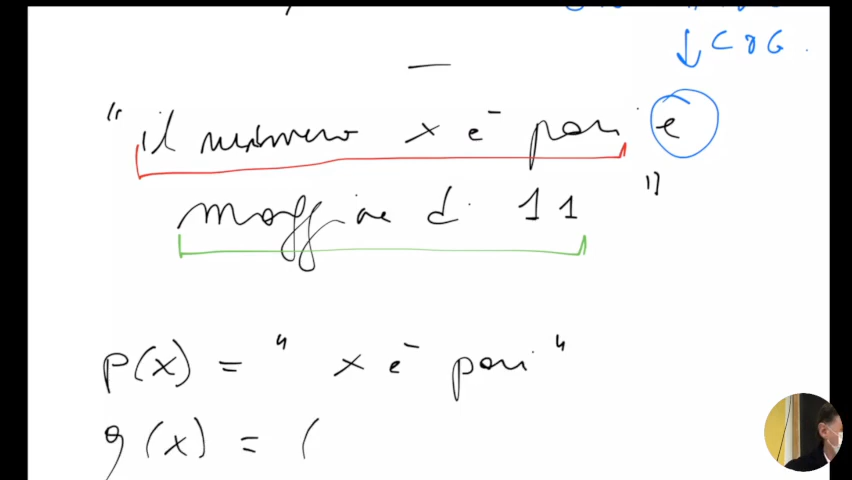 ↓ C
—
"il numero x è pari e
maggiore di 11"
p(x) = "x è pari"
q(x) = (